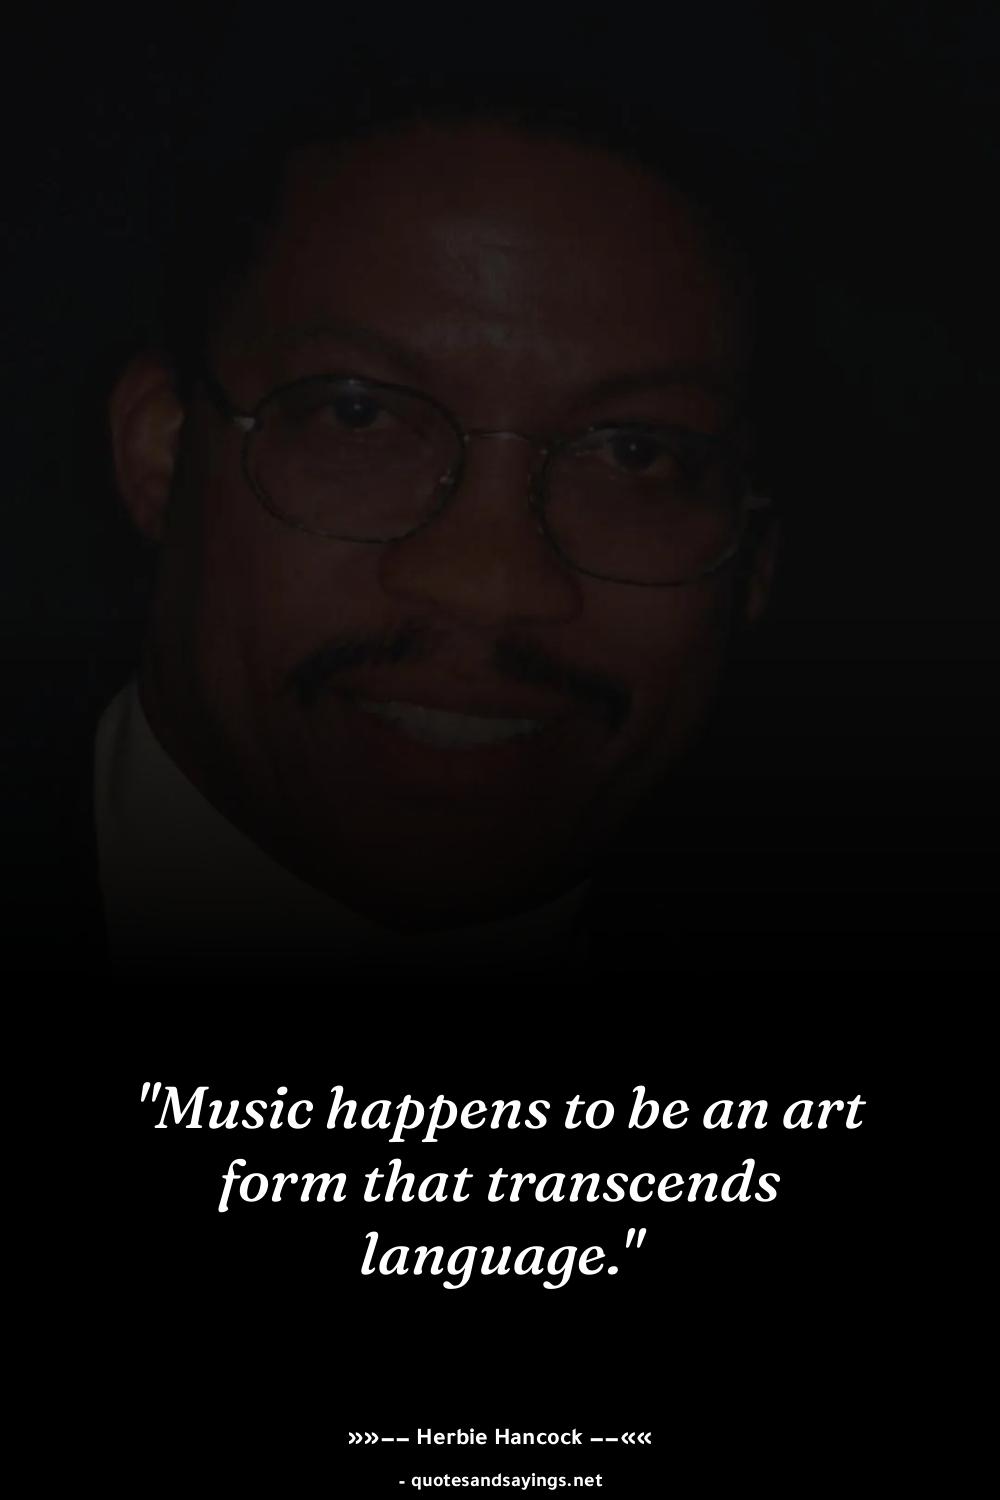 "Music happens to be an art
form that transcends
language."
»»−− Herbie Hancock −−««
- quotesandsayings.net